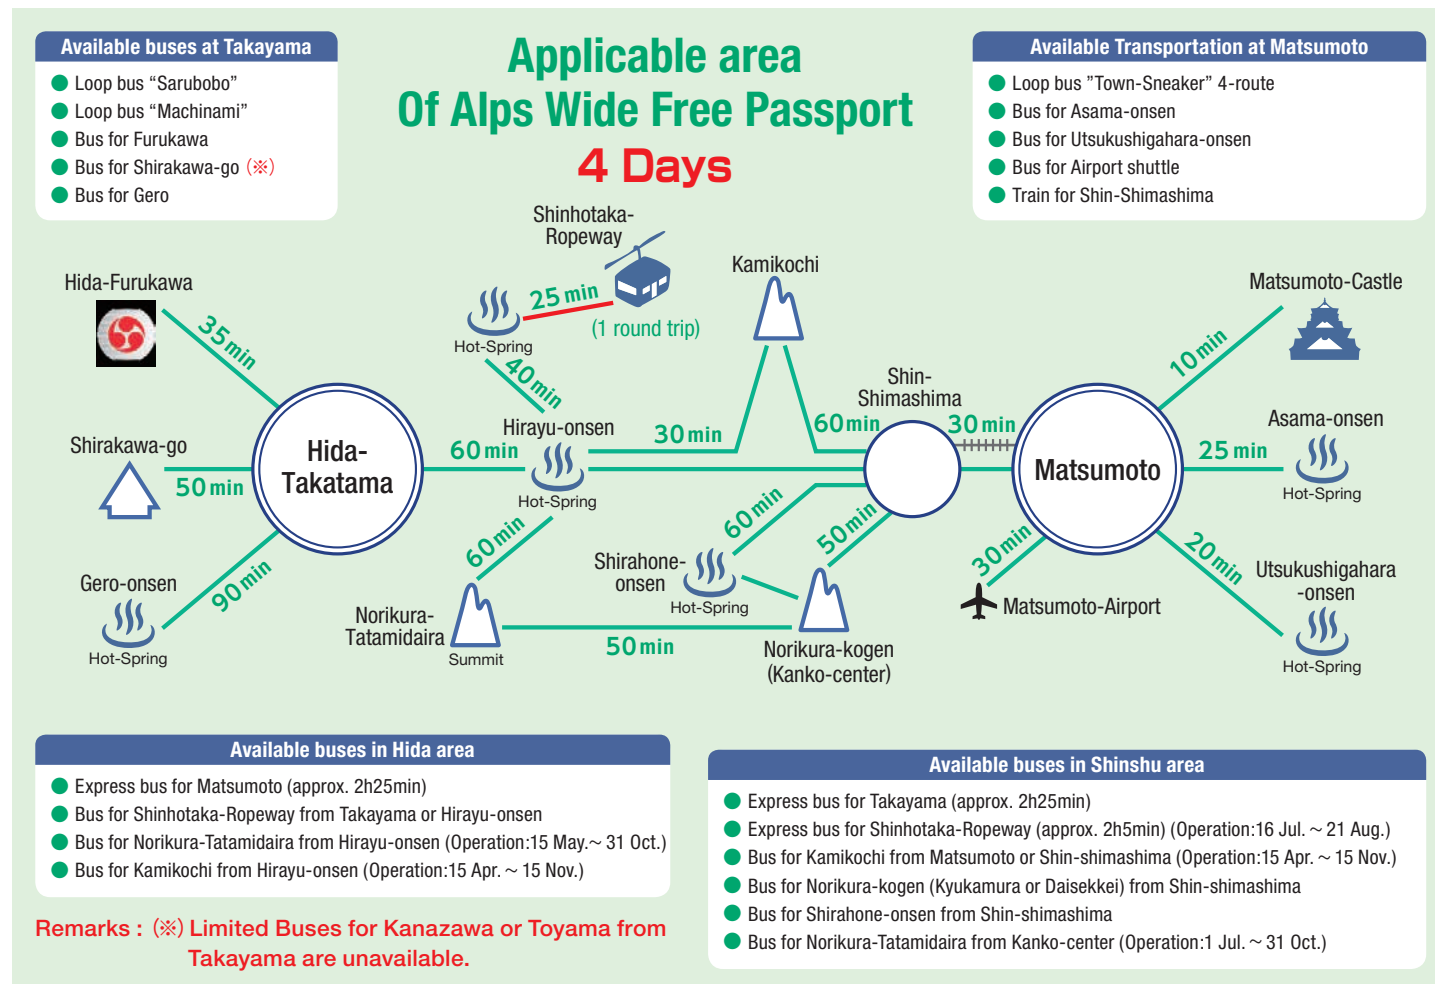 Applicable area
Of Alps Wide Free Passport
4 Days
Available buses at Takayama
Loop bus “Sarubobo”
Loop bus “Machinami”
Bus for Furukawa
Bus for Shirakawa-go (※)
Bus for Gero
Available Transportation at Matsumoto
Loop bus ”Town-Sneaker” 4-route
Bus for Asama-onsen
Bus for Utsukushigahara-onsen
Bus for Airport shuttle
Train for Shin-Shimashima
Shinhotaka-
Ropeway
25 min
(1 round trip)
Hot-Spring
40 min
Kamikochi
Hida-Furukawa
35 min
Matsumoto-Castle
10 min
Shirakawa-go
50 min
Hida-
Takatama
60 min
Hirayu-onsen
Hot-Spring
30 min
60 min
Shin-
Shimashima
30 min
Matsumoto
Asama-onsen
25 min
Hot-Spring
Gero-onsen
Hot-Spring
90 min
60 min
Norikura-
Tatamidaira
Summit
50 min
Shirahone-
onsen
Hot-Spring
60 min
50 min
Norikura-kogen
(Kanko-center)
30 min
Matsumoto-Airport
20 min
Utsukushigahara
-onsen
Hot-Spring
Available buses in Hida area
Express bus for Matsumoto (approx. 2h25min)
Bus for Shinhotaka-Ropeway from Takayama or Hirayu-onsen
Bus for Norikura-Tatamidaira from Hirayu-onsen (Operation:15 May.~ 31 Oct.)
Bus for Kamikochi from Hirayu-onsen (Operation:15 Apr. ~ 15 Nov.)
Remarks : (※) Limited Buses for Kanazawa or Toyama from
Takayama are unavailable.
Available buses in Shinshu area
Express bus for Takayama (approx. 2h25min)
Express bus for Shinhotaka-Ropeway (approx. 2h5min) (Operation:16 Jul. ~ 21 Aug.)
Bus for Kamikochi from Matsumoto or Shin-shimashima (Operation:15 Apr. ~ 15 Nov.)
Bus for Norikura-kogen (Kyukamura or Daisekkei) from Shin-shimashima
Bus for Shirahone-onsen from Shin-shimashima
Bus for Norikura-Tatamidaira from Kanko-center (Operation:1 Jul. ~ 31 Oct.)